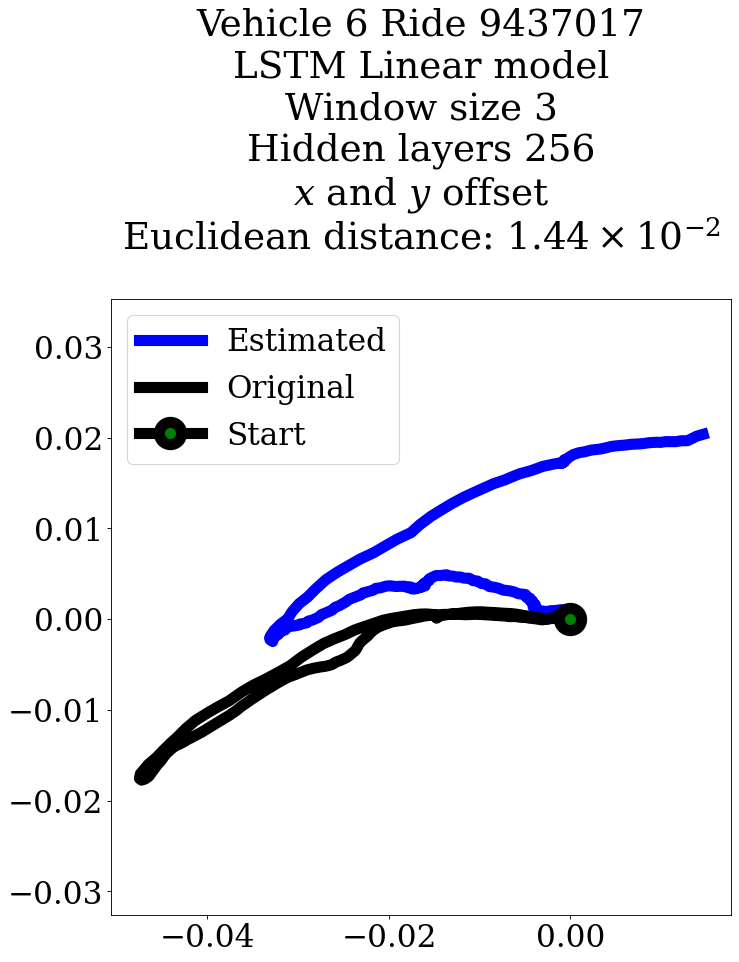 Vehicle 6 Ride 9437017
LSTM Linear model
Window size 3
Hidden layers 256
x and y offset
Euclidean distance: 1.44 × 10⁻²
Estimated
Original
Start
0.03
0.02
0.01
0.00
−0.01
−0.02
−0.03
−0.04
−0.02
0.00